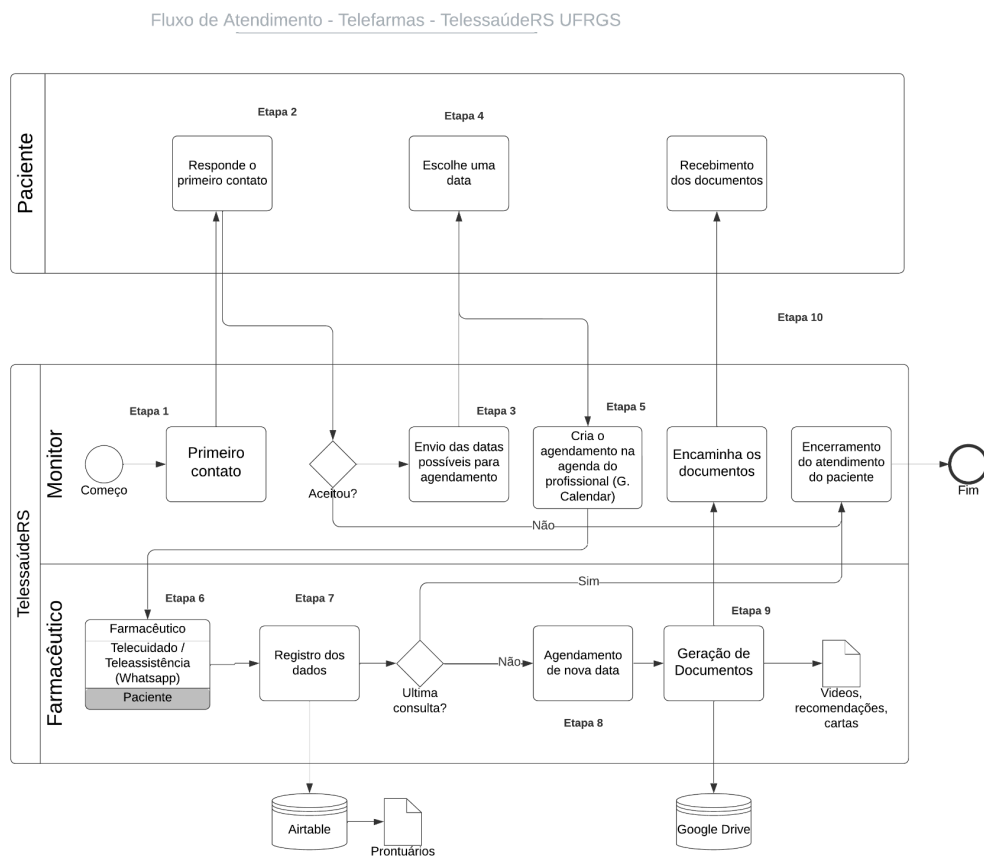 Fluxo de Atendimento - Telefarmas - TelessaúdeRS UFRGS
Paciente
Etapa 2
Responde o
primeiro contato
Etapa 4
Escolhe uma
data
Recebimento
dos documentos
Etapa 10
TelessaúdeRS
Monitor
Começo
Etapa 1
Primeiro
contato
Aceitou?
Etapa 3
Envio das datas
possíveis para
agendamento
Etapa 5
Cria o
agendamento na
agenda do
profissional (G.
Calendar)
Encaminha os
documentos
Encerramento
do atendimento
do paciente
Fim
Não
Farmacêutico
Etapa 6
Farmacêutico
Telecuidado /
Teleassistência
(Whatsapp)
Paciente
Etapa 7
Registro dos
dados
Sim
Ultima
consulta?
Não
Agendamento
de nova data
Etapa 8
Etapa 9
Geração de
Documentos
Videos,
recomendações,
cartas
Airtable
Prontuários
Google Drive